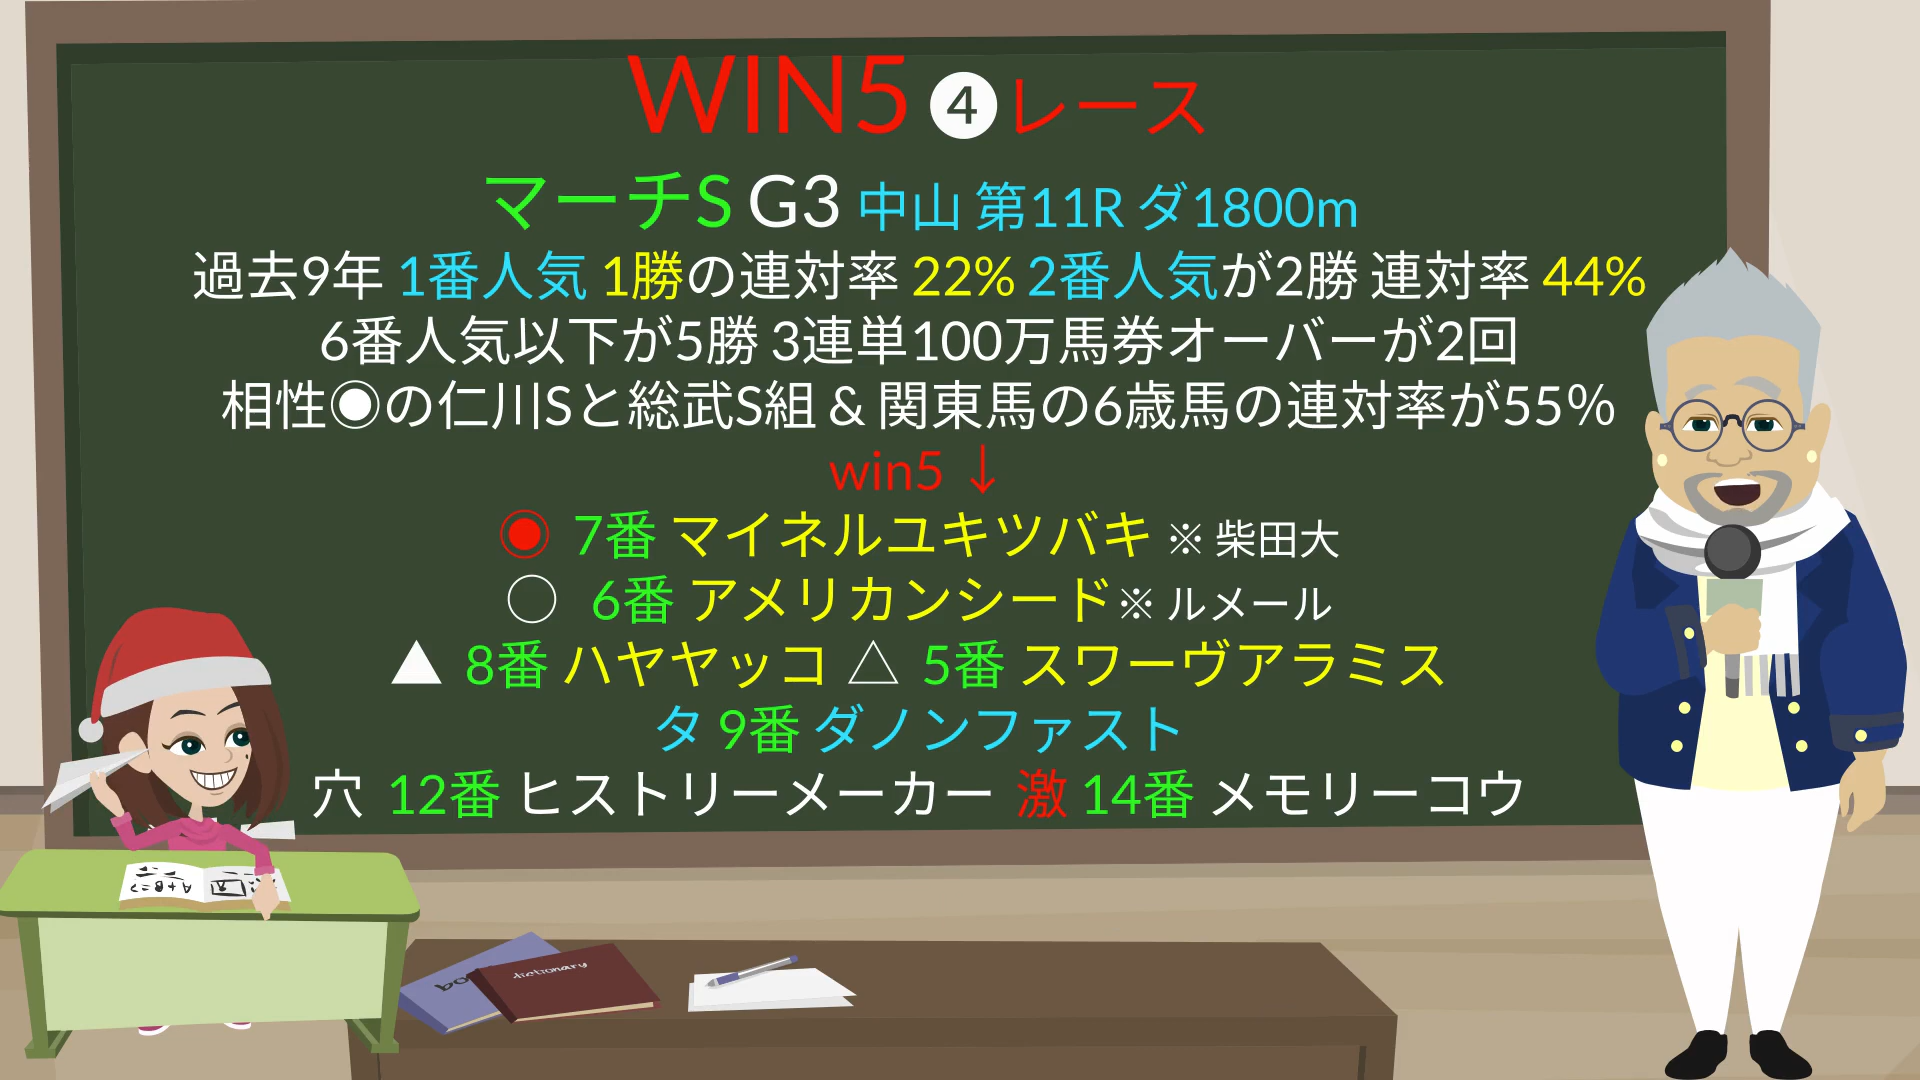 WIN5 ❹レース
マーチS G3 中山 第11R ダ1800m
過去9年 1番人気 1勝の連対率 22% 2番人気が2勝 連対率 44%
6番人気以下が5勝 3連単100万馬券オーバーが2回
相性◉の仁川Sと総武S組 & 関東馬の6歳馬の連対率が55%
win5 ↓
◉ 7番 マイネルユキツバキ ※ 柴田大
○ 6番 アメリカンシード※ ルメール
▲ 8番 ハヤヤッコ △ 5番 スワーヴアラミス
タ 9番 ダノンファスト
穴 12番 ヒストリーメーカー 激 14番 メモリーコウ
dictionary